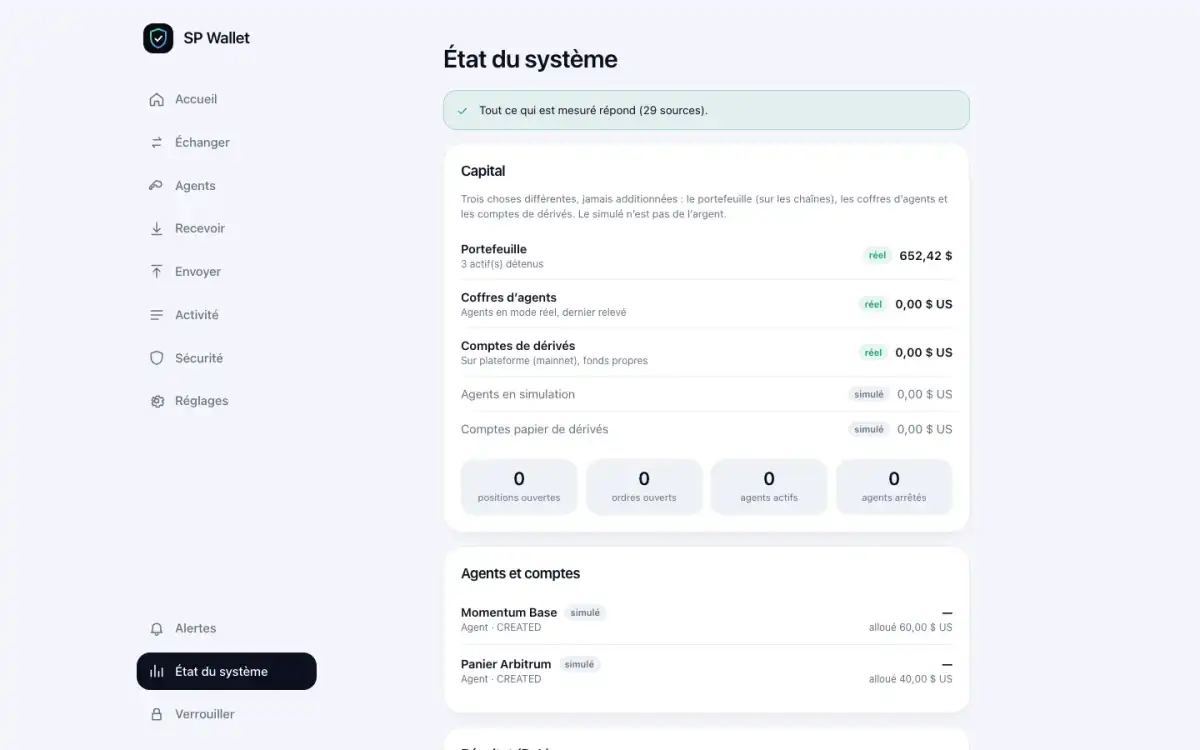 SP Wallet
Accueil
Échanger
Agents
Recevoir
Envoyer
Activité
Sécurité
Réglages
Alertes
État du système
Verrouiller
État du système
Tout ce qui est mesuré répond (29 sources).
Capital
Trois choses différentes, jamais additionnées : le portefeuille (sur les chaînes), les coffres d’agents et
les comptes de dérivés. Le simulé n’est pas de l’argent.
Portefeuille
3 actif(s) détenus
réel 652,42 $
Coffres d’agents
Agents en mode réel, dernier relevé
réel 0,00 $ US
Comptes de dérivés
Sur plateforme (mainnet), fonds propres
réel 0,00 $ US
Agents en simulation simulé 0,00 $ US
Comptes papier de dérivés simulé 0,00 $ US
0 0 0 0
positions ouvertes ordres ouverts agents actifs agents arrêtés
Agents et comptes
Momentum Base simulé —
Agent · CREATED alloué 60,00 $ US
Panier Arbitrum simulé —
Agent · CREATED alloué 40,00 $ US